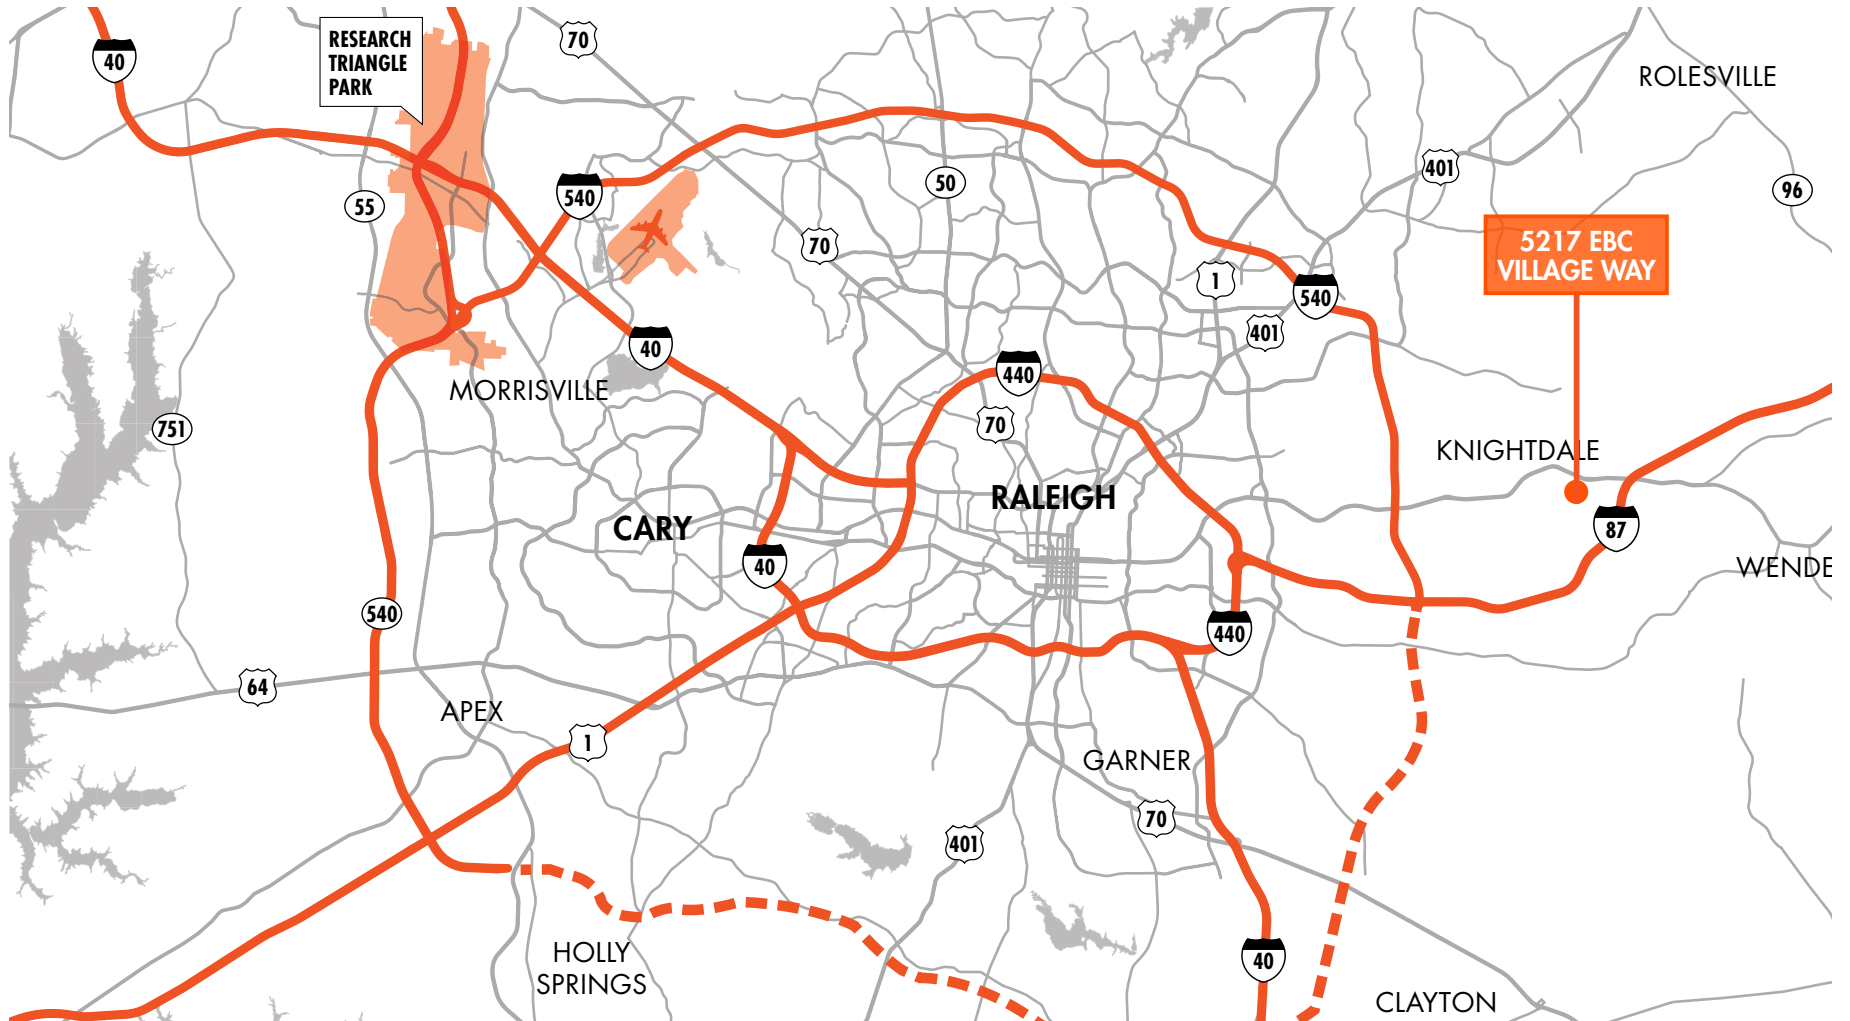 40
RESEARCH
TRIANGLE
PARK
70
ROLESVILLE
401
50
96
55
540
70
5217 EBC
VILLAGE WAY
1
540
401
40
440
MORRISVILLE
70
751
KNIGHTDALE
RALEIGH
CARY
87
40
WENDE
540
440
64
APEX
1
GARNER
70
401
HOLLY
SPRINGS
40
CLAYTON